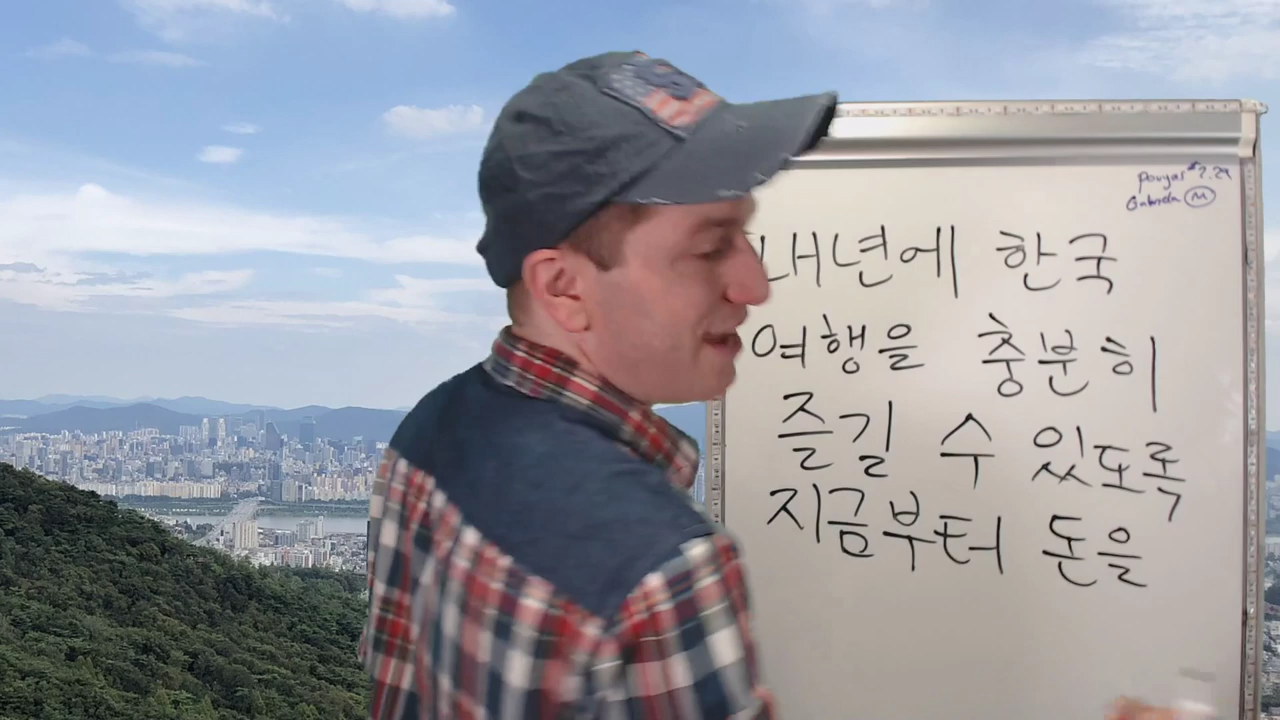 내년에 한국
여행을 충분히
즐길 수 있도록
지금부터 돈을